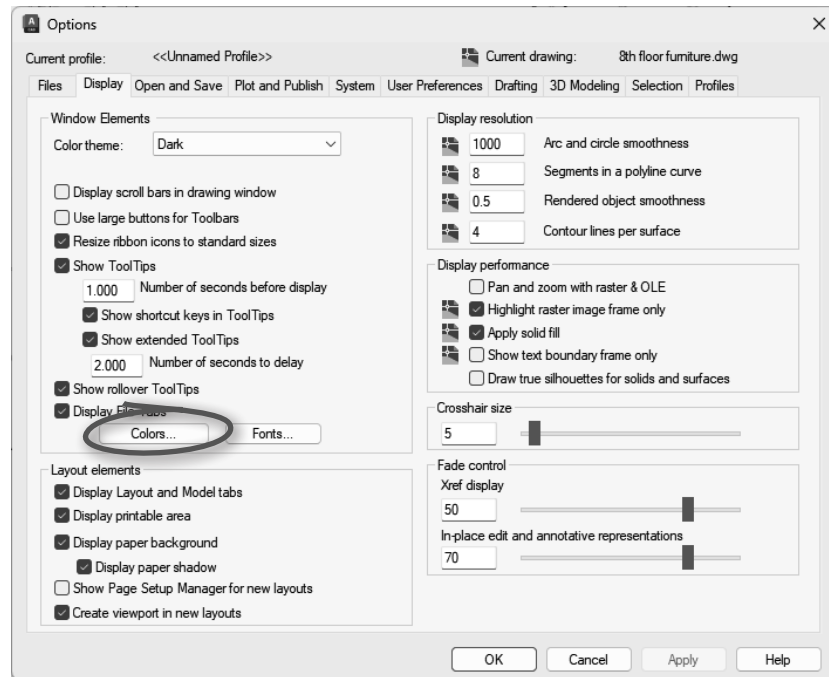 Options
Current profile: <<Unnamed Profile>> Current drawing: 8th floor furniture.dwg
Files Display Open and Save Plot and Publish System User Preferences Drafting 3D Modeling Selection Profiles
Window Elements
Color theme: Dark
Display scroll bars in drawing window
Use large buttons for Toolbars
Resize ribbon icons to standard sizes
Show ToolTips
1.000 Number of seconds before display
Show shortcut keys in ToolTips
Show extended ToolTips
2.000 Number of seconds to delay
Show rollover ToolTips
Display File Tabs
Colors... Fonts...
Layout elements
Display Layout and Model tabs
Display printable area
Display paper background
Display paper shadow
Show Page Setup Manager for new layouts
Create viewport in new layouts
Display resolution
1000 Arc and circle smoothness
8 Segments in a polyline curve
0.5 Rendered object smoothness
4 Contour lines per surface
Display performance
Pan and zoom with raster & OLE
Highlight raster image frame only
Apply solid fill
Show text boundary frame only
Draw true silhouettes for solids and surfaces
Crosshair size
5
Fade control
Xref display
50
In-place edit and annotative representations
70
OK Cancel Apply Help